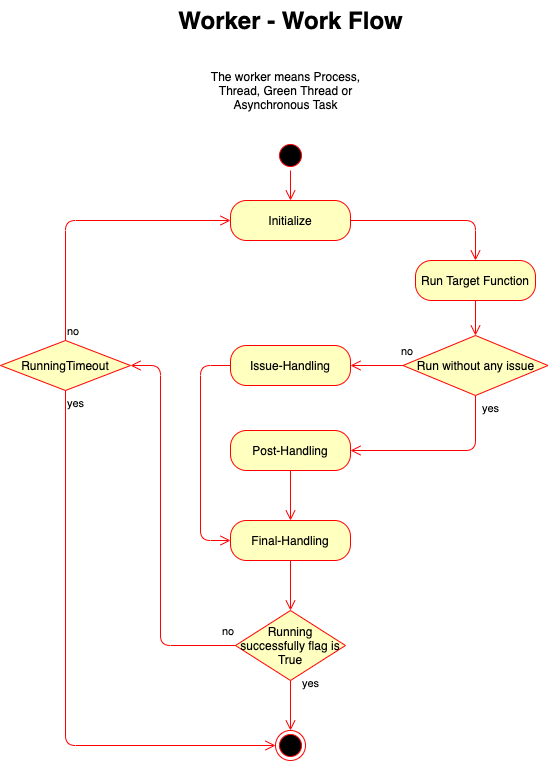 Worker - Work Flow
The worker means Process,
Thread, Green Thread or
Asynchronous Task
Initialize
Run Target Function
no
RunningTimeout
yes
Issue-Handling
no
Run without any issue
yes
Post-Handling
Final-Handling
no
Running
successfully flag is
True
yes